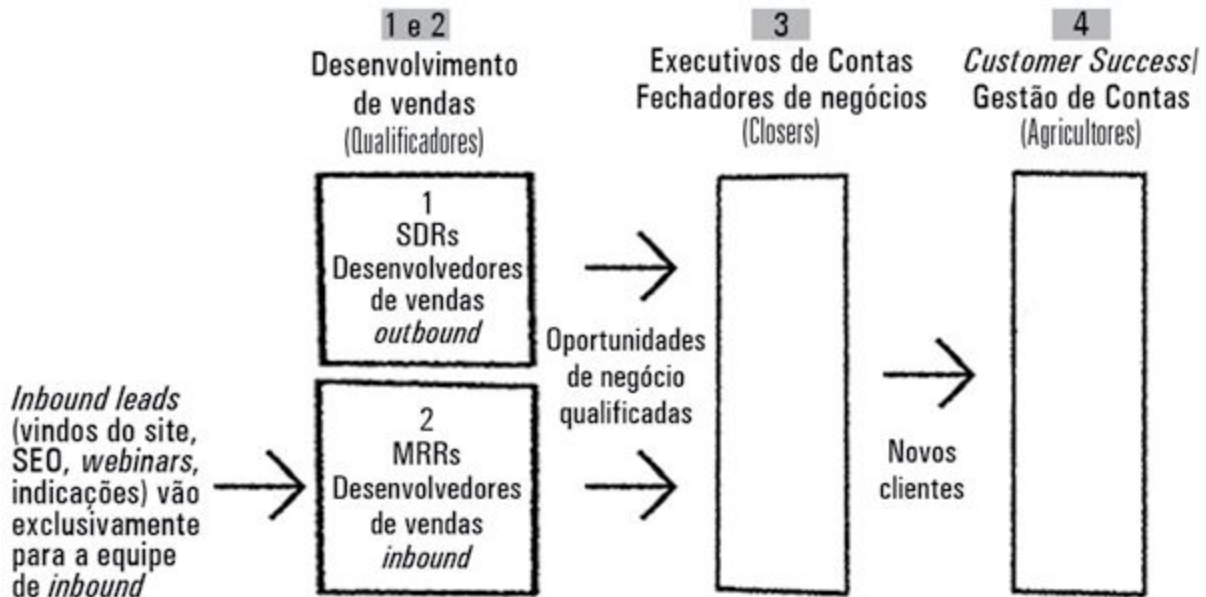 1 e 2
Desenvolvimento
de vendas
(Qualificadores)
3
Executivos de Contas
Fechadores de negócios
(Closers)
4
Customer Success/
Gestão de Contas
(Agricultores)
1
SDRs
Desenvolvedores
de vendas
outbound
Oportunidades
de negócio
qualificadas
Inbound leads
(vindos do site,
SEO, webinars,
indicações) vão
exclusivamente
para a equipe
de inbound
2
MRRs
Desenvolvedores
de vendas
inbound
Novos
clientes